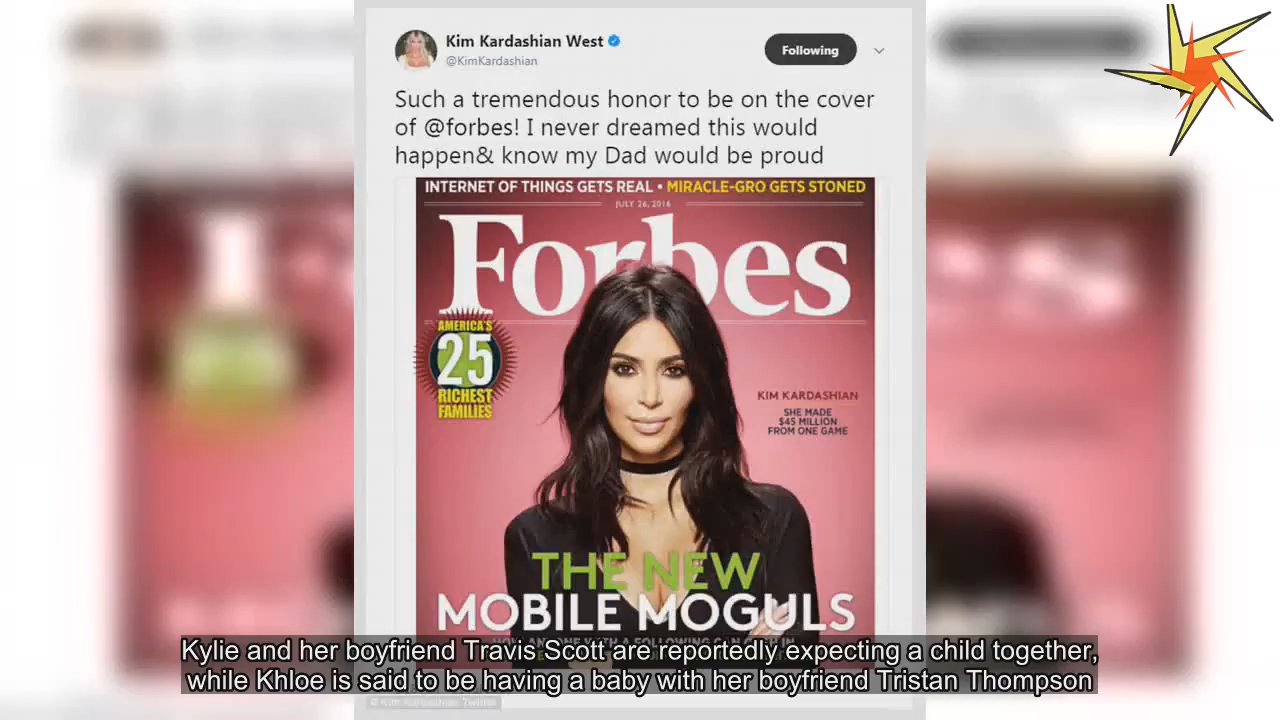 Kim Kardashian West
@KimKardashian
Following
Such a tremendous honor to be on the cover
of @forbes! I never dreamed this would
happen& know my Dad would be proud
INTERNET OF THINGS GETS REAL • MIRACLE-GRO GETS STONED
JULY 26, 2016
Forbes
AMERICA'S
25
RICHEST
FAMILIES
KIM KARDASHIAN
SHE MADE
$45 MILLION
FROM ONE GAME
THE NEW
MOBILE MOGULS
Kylie and her boyfriend Travis Scott are reportedly expecting a child together,
while Khloe is said to be having a baby with her boyfriend Tristan Thompson
© Kim Kardashian Twitter